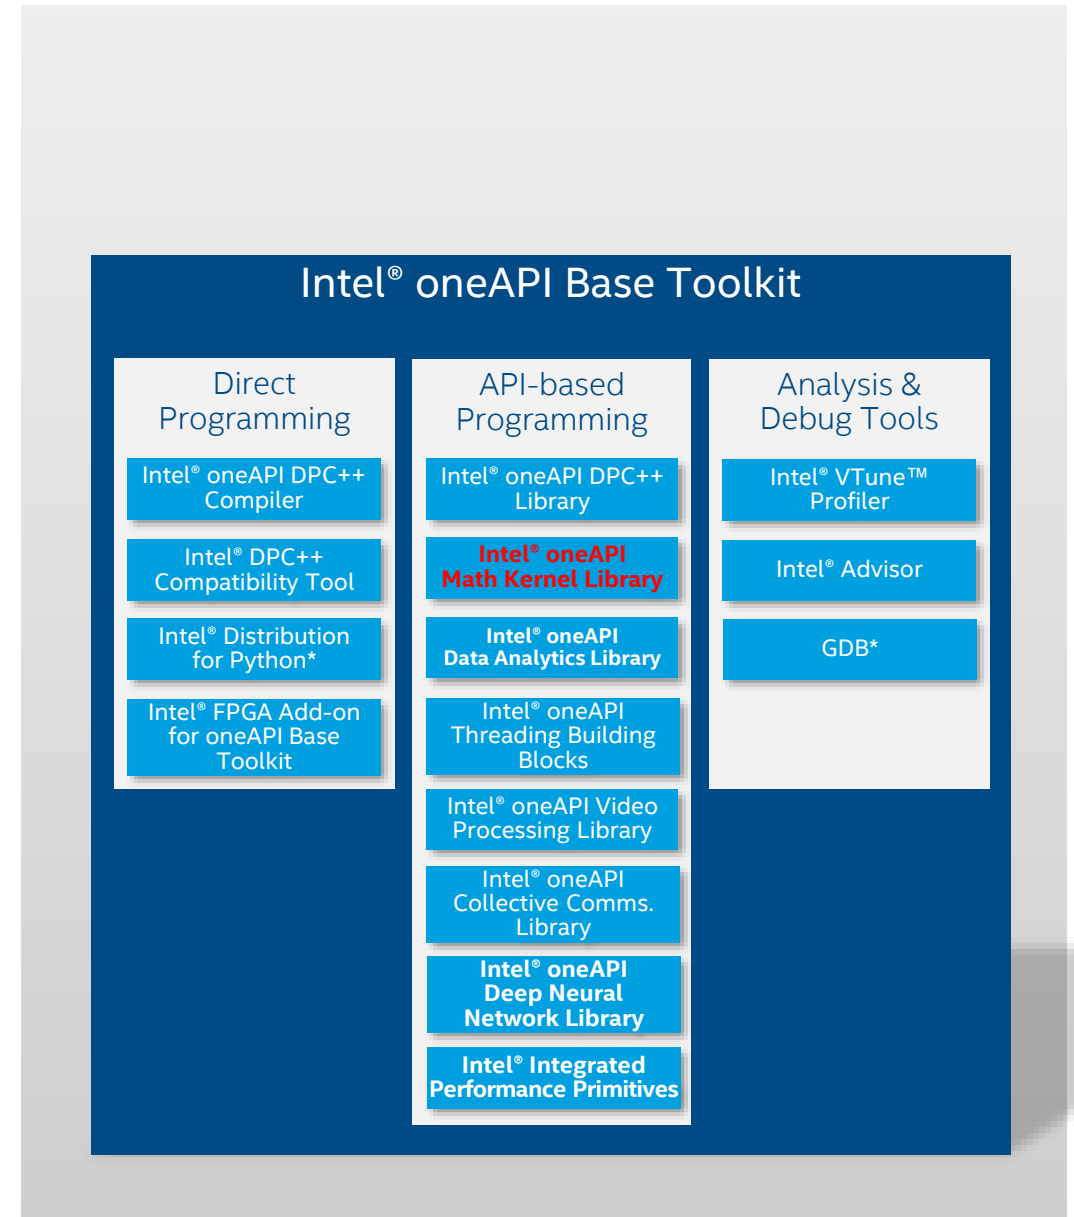 Intel® oneAPI Base Toolkit
Direct
Programming
Intel® oneAPI DPC++
Compiler
Intel® DPC++
Compatibility Tool
Intel® Distribution
for Python*
Intel® FPGA Add-on
for oneAPI Base
Toolkit
API-based
Programming
Intel® oneAPI DPC++
Library
Intel® oneAPI
Math Kernel Library
Intel® oneAPI
Data Analytics Library
Intel® oneAPI
Threading Building
Blocks
Intel® oneAPI Video
Processing Library
Intel® oneAPI
Collective Comms.
Library
Intel® oneAPI
Deep Neural
Network Library
Intel® Integrated
Performance Primitives
Analysis &
Debug Tools
Intel® VTune™
Profiler
Intel® Advisor
GDB*